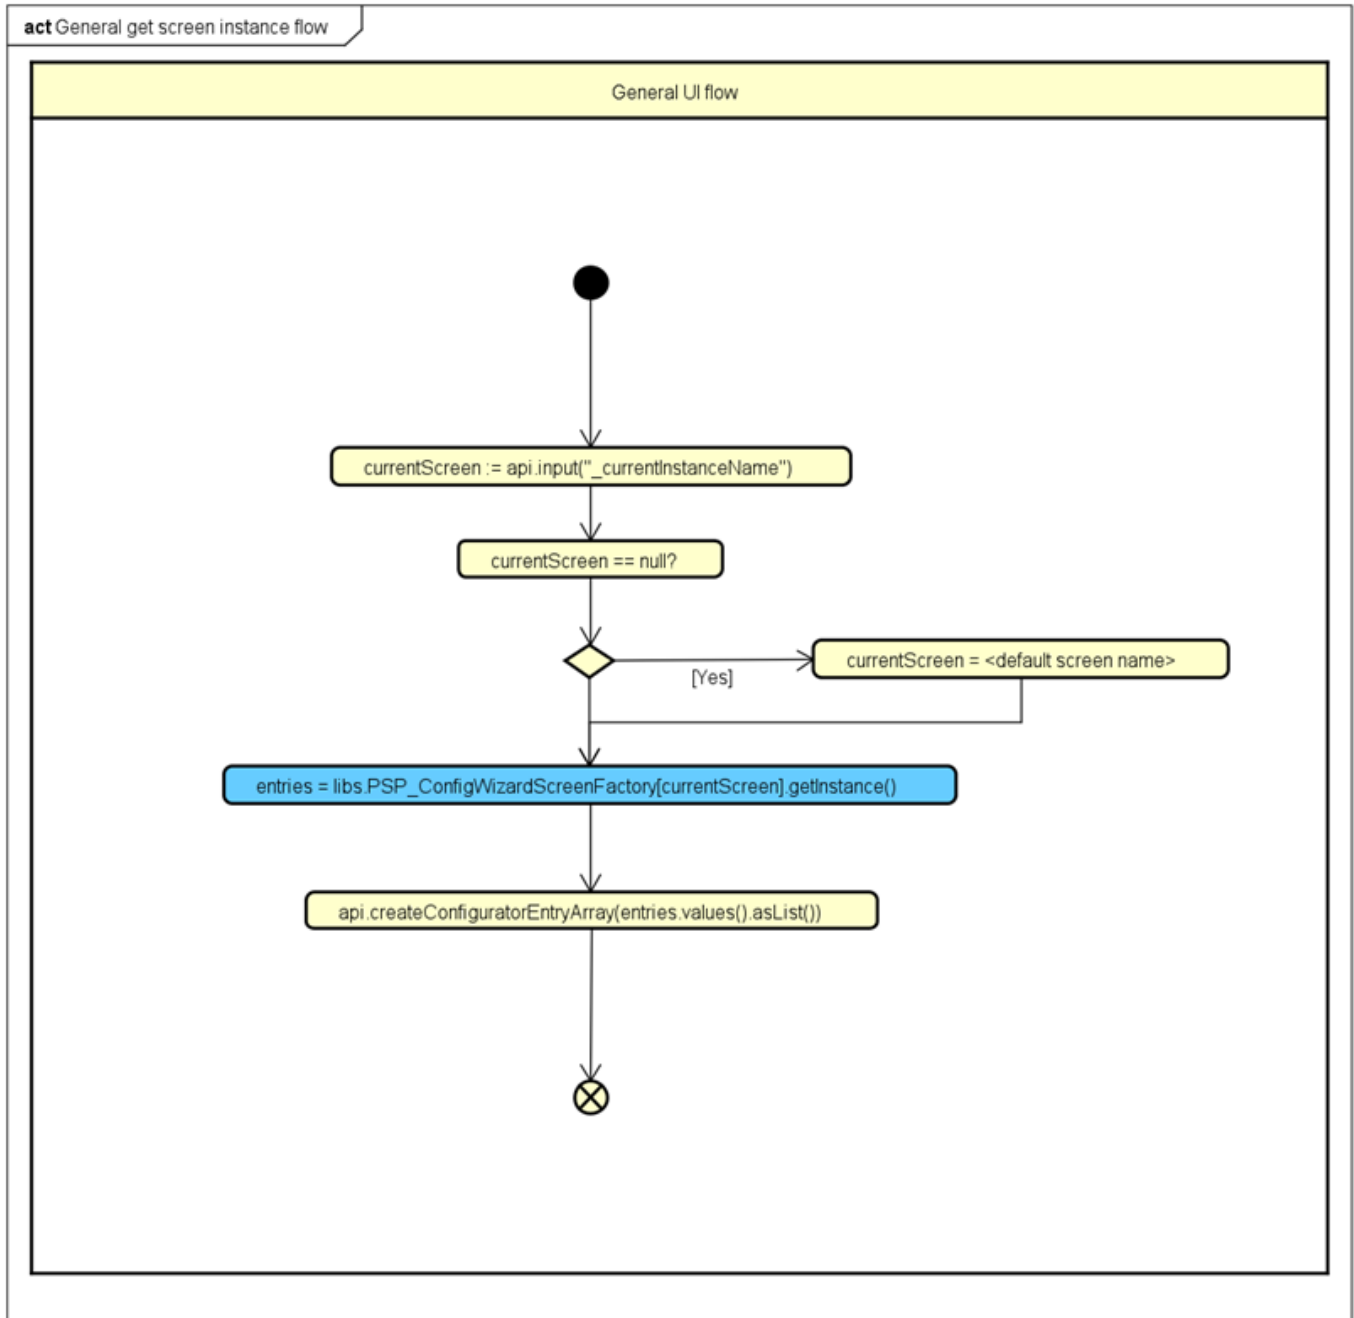 act General get screen instance flow
General UI flow
currentScreen := api.input("_currentInstanceName")
currentScreen == null?
currentScreen = <default screen name>
[Yes]
entries = libs.PSP_ConfigWizardScreenFactory[currentScreen].getInstance()
api.createConfiguratorEntryArray(entries.values().asList())